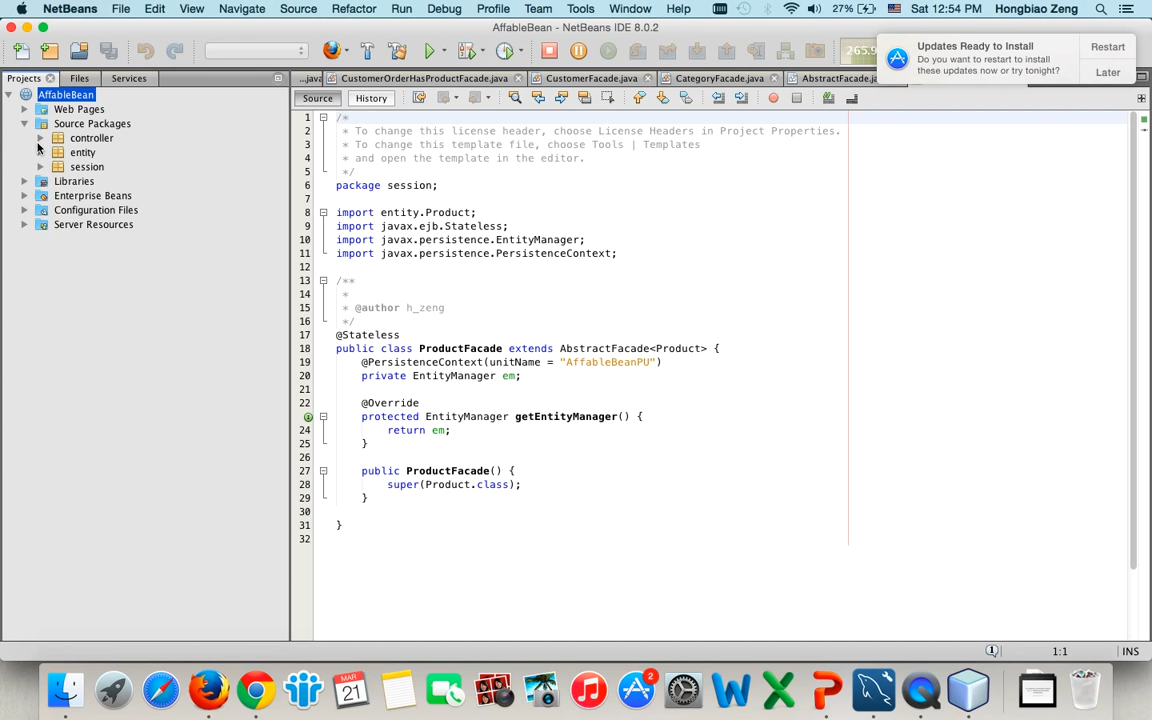 NetBeans File Edit View Navigate Source Refactor Run Debug Profile Team Tools Window Help 27% Sat 12:54 PM Hongbiao Zeng
AffableBean - NetBeans IDE 8.0.2
Updates Ready to Install
Do you want to restart to install
these updates now or try tonight?
Restart
Later
265.9
Projects Files Services
...java CustomerOrderHasProductFacade.java CustomerFacade.java CategoryFacade.java AbstractFacade.ja
Source History
AffableBean
Web Pages
Source Packages
controller
entity
session
Libraries
Enterprise Beans
Configuration Files
Server Resources
1 /*
2 * To change this license header, choose License Headers in Project Properties.
3 * To change this template file, choose Tools | Templates
4 * and open the template in the editor.
5 */
6 package session;
7
8 import entity.Product;
9 import javax.ejb.Stateless;
10 import javax.persistence.EntityManager;
11 import javax.persistence.PersistenceContext;
12
13 /**
14 *
15 * @author h_zeng
16 */
17 @Stateless
18 public class ProductFacade extends AbstractFacade<Product> {
19 @PersistenceContext(unitName = "AffableBeanPU")
20 private EntityManager em;
21
22 @Override
protected EntityManager getEntityManager() {
24 return em;
25 }
26
27 public ProductFacade() {
28 super(Product.class);
29 }
30
31 }
32
1 1:1 INS
MAR
21
2